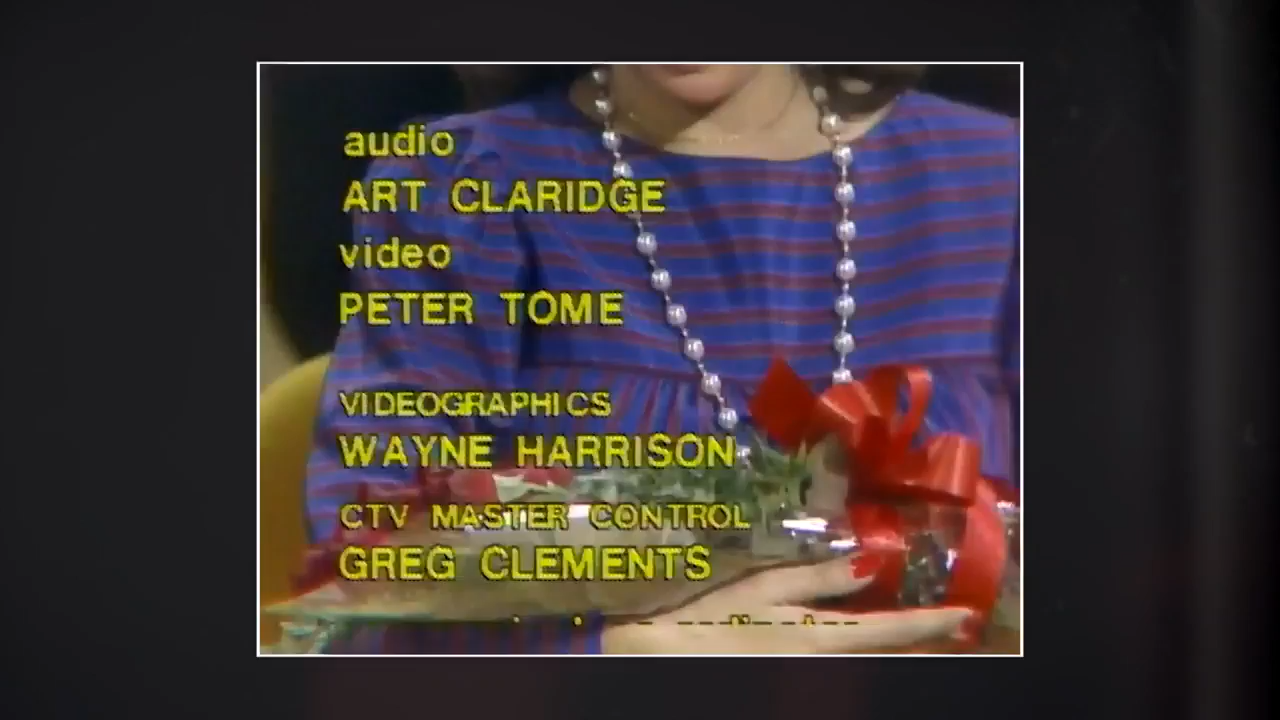 audio
ART CLARIDGE
video
PETER TOME
VIDEOGRAPHICS
WAYNE HARRISON
CTV MASTER CONTROL
GREG CLEMENTS